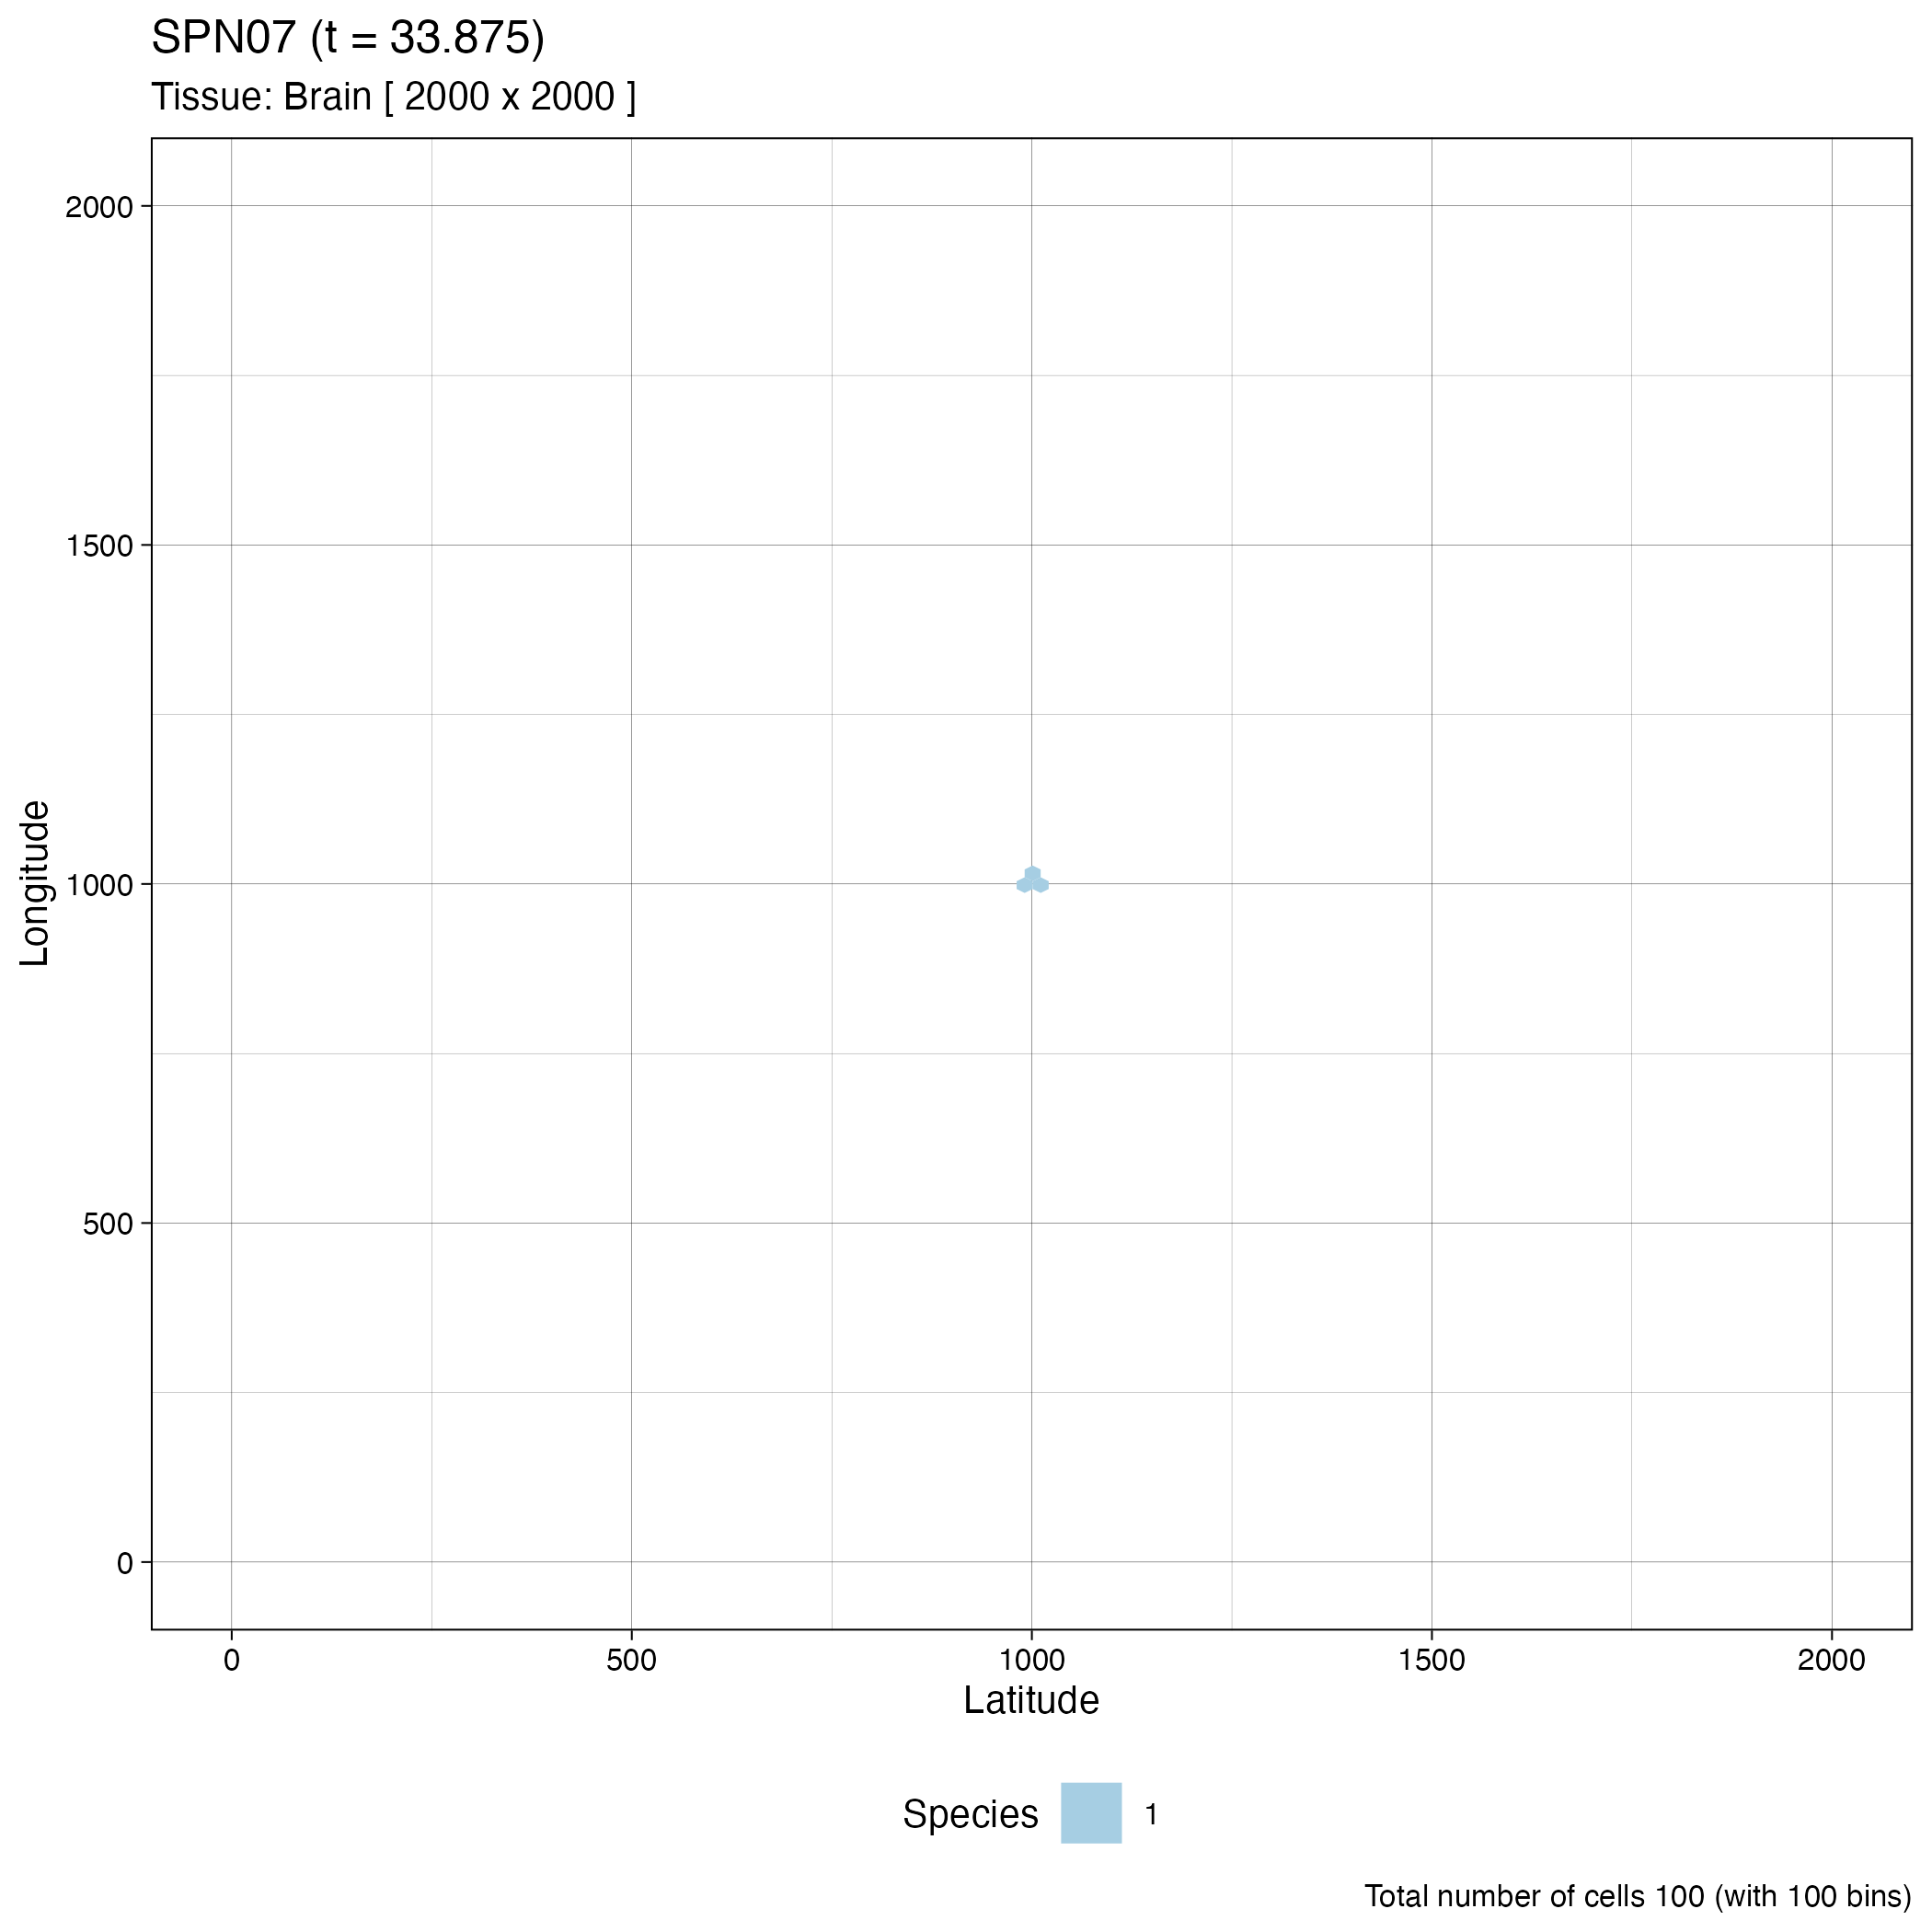 SPN07 (t = 33.875)
Tissue: Brain [ 2000 x 2000 ]
Longitude
2000
1500
1000
500
0
0 500 1000 1500 2000
Latitude
Species 1
Total number of cells 100 (with 100 bins)